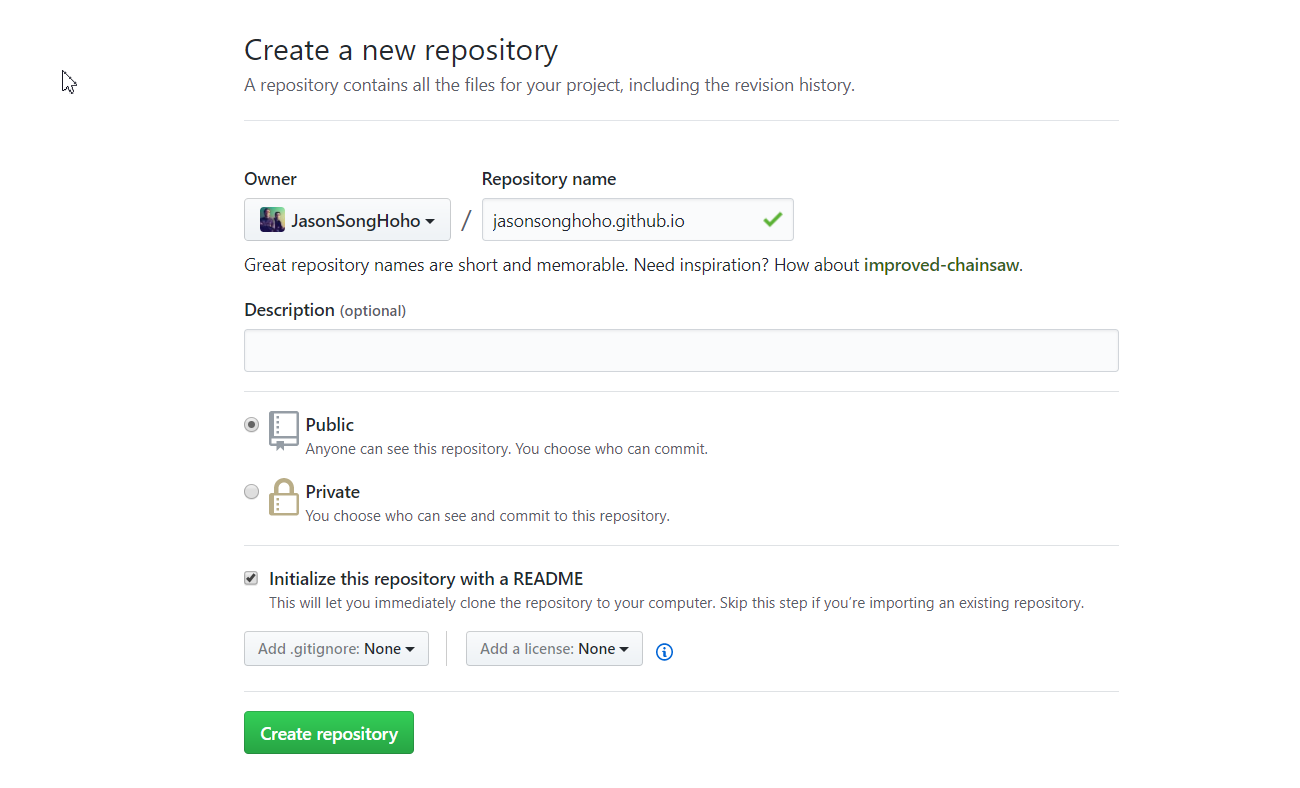 Create a new repository
A repository contains all the files for your project, including the revision history.
Owner
Repository name
JasonSongHoho / jasonsonghoho.github.io
Great repository names are short and memorable. Need inspiration? How about improved-chainsaw.
Description (optional)
Public
Anyone can see this repository. You choose who can commit.
Private
You choose who can see and commit to this repository.
Initialize this repository with a README
This will let you immediately clone the repository to your computer. Skip this step if you’re importing an existing repository.
Add .gitignore: None
Add a license: None
Create repository